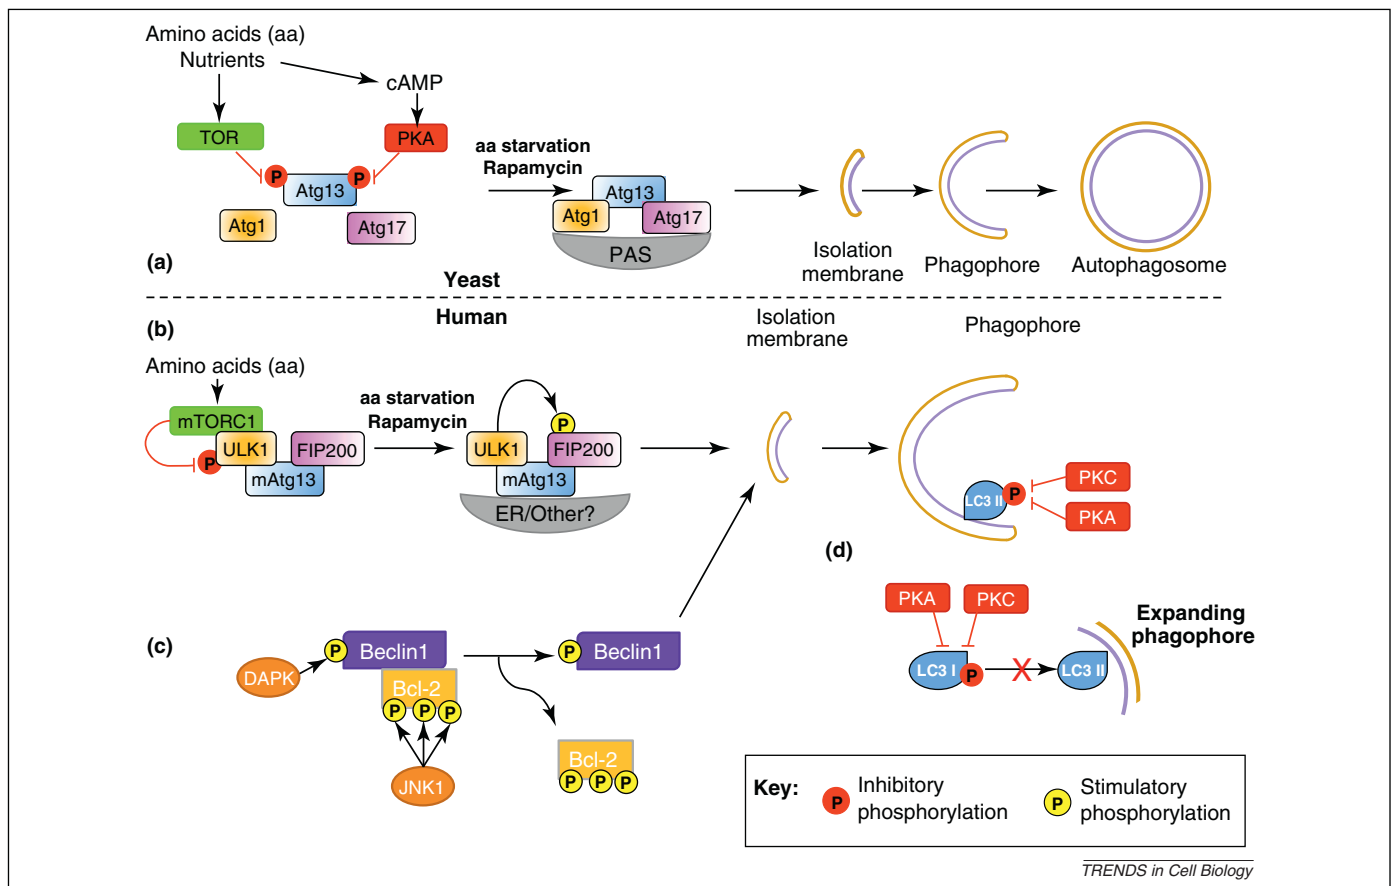 Amino acids (aa)
Nutrients
cAMP
TOR
PKA
P
P
Atg13
Atg1
Atg17
aa starvation
Rapamycin
Atg13
Atg1
Atg17
PAS
Isolation
membrane
Phagophore
Autophagosome
(a)
Yeast
Human
(b)
Isolation
membrane
Phagophore
Amino acids (aa)
mTORC1
ULK1
FIP200
P
mAtg13
aa starvation
Rapamycin
P
ULK1
FIP200
mAtg13
ER/Other?
LC3 II
P
PKC
PKA
(d)
PKA
PKC
Expanding
phagophore
LC3 I
P
X
LC3 II
(c)
DAPK
P
Beclin1
Bcl-2
P
P
P
JNK1
P
Beclin1
Bcl-2
P
P
P
Key:
P
Inhibitory
phosphorylation
P
Stimulatory
phosphorylation
TRENDS in Cell Biology